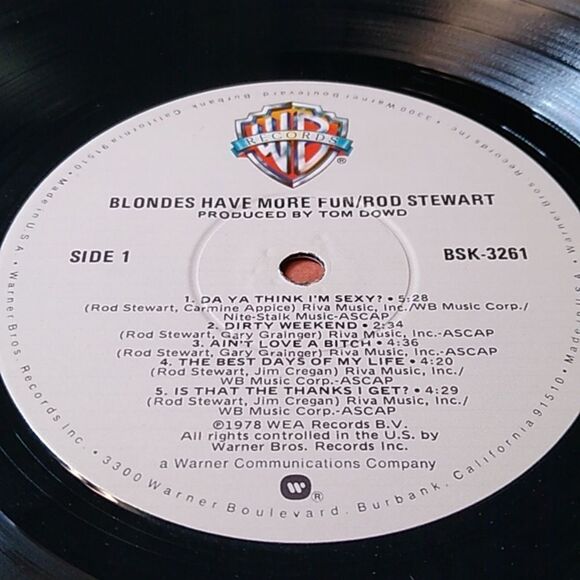 WB
RECORDS
®
BLONDES HAVE MORE FUN/ROD STEWART
PRODUCED BY TOM DOWD
SIDE 1
BSK-3261
1. DA YA THINK I'M SEXY? • 5:28
(Rod Stewart, Carmine Appice) Riva Music, Inc./WB Music Corp./
Nite-Stalk Music-ASCAP
2. DIRTY WEEKEND • 2:34
(Rod Stewart, Gary Grainger) Riva Music, Inc.-ASCAP
3. AIN'T LOVE A BITCH • 4:36
(Rod Stewart, Gary Grainger) Riva Music, Inc.-ASCAP
4. THE BEST DAYS OF MY LIFE • 4:20
(Rod Stewart, Jim Cregan) Riva Music, Inc./
WB Music Corp.-ASCAP
5. IS THAT THE THANKS I GET? • 4:29
(Rod Stewart, Jim Cregan) Riva Music, Inc./
WB Music Corp-ASCAP
℗1978 WEA Records B.V.
All rights controlled in the U.S. by
Warner Bros. Records Inc.
a Warner Communications Company
®
Made in U.S.A. • Warner Bros. Records Inc. • 3300 Warner Boulevard, Burbank, California 91510 • Made in U.S.A. • Warner Bros. Records Inc. • 3300 Warner Boulevard, Burbank, California 91510 •